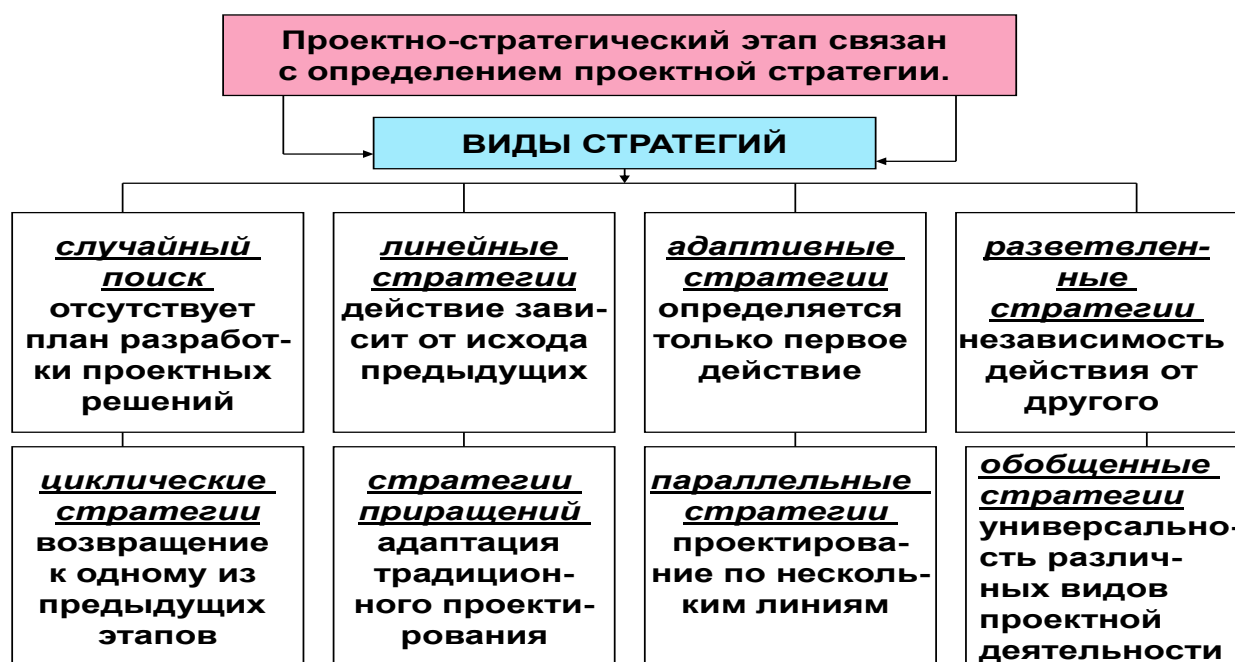 Проектно-стратегический этап связан
с определением проектной стратегии.
ВИДЫ СТРАТЕГИЙ
случайный
поиск
отсутствует
план разработ-
ки проектных
решений
линейные
стратегии
действие зави-
сит от исхода
предыдущих
адаптивные
стратегии
определяется
только первое
действие
разветвлен-
ные
стратегии
независимость
действия от
другого
циклические
стратегии
возвращение
к одному из
предыдущих
этапов
стратегии
приращений
адаптация
традицион-
ного проекти-
рования
параллельные
стратегии
проектирова-
ние по несколь-
ким линиям
обобщенные
стратегии
универсально-
сть различ-
ных видов
проектной
деятельности